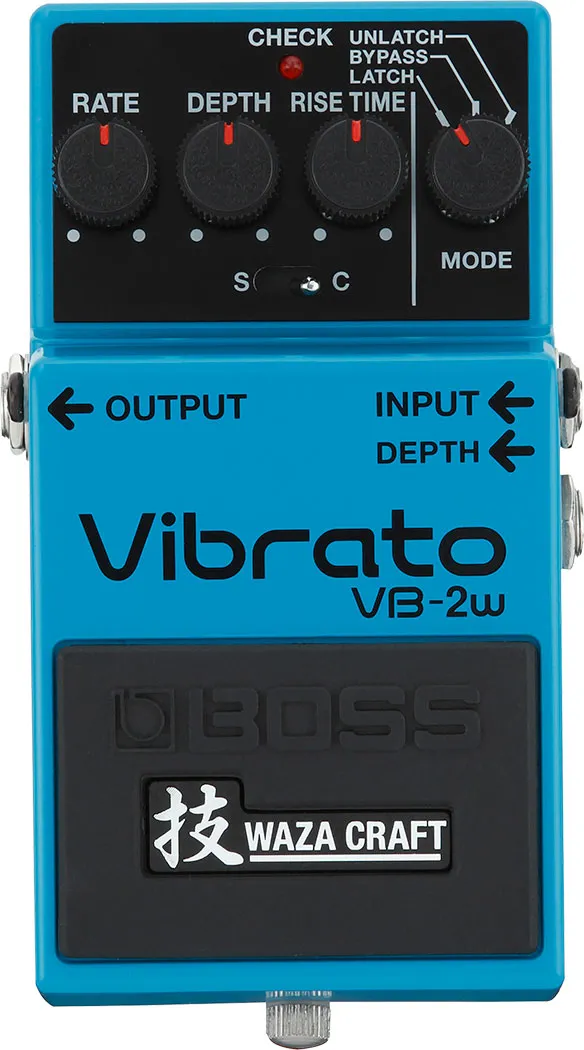 CHECK
UNLATCH
BYPASS
LATCH
RATE
DEPTH
RISE TIME
MODE
S
C
OUTPUT
INPUT
DEPTH
Vibrato
VB-2w
BOSS
技 WAZA CRAFT